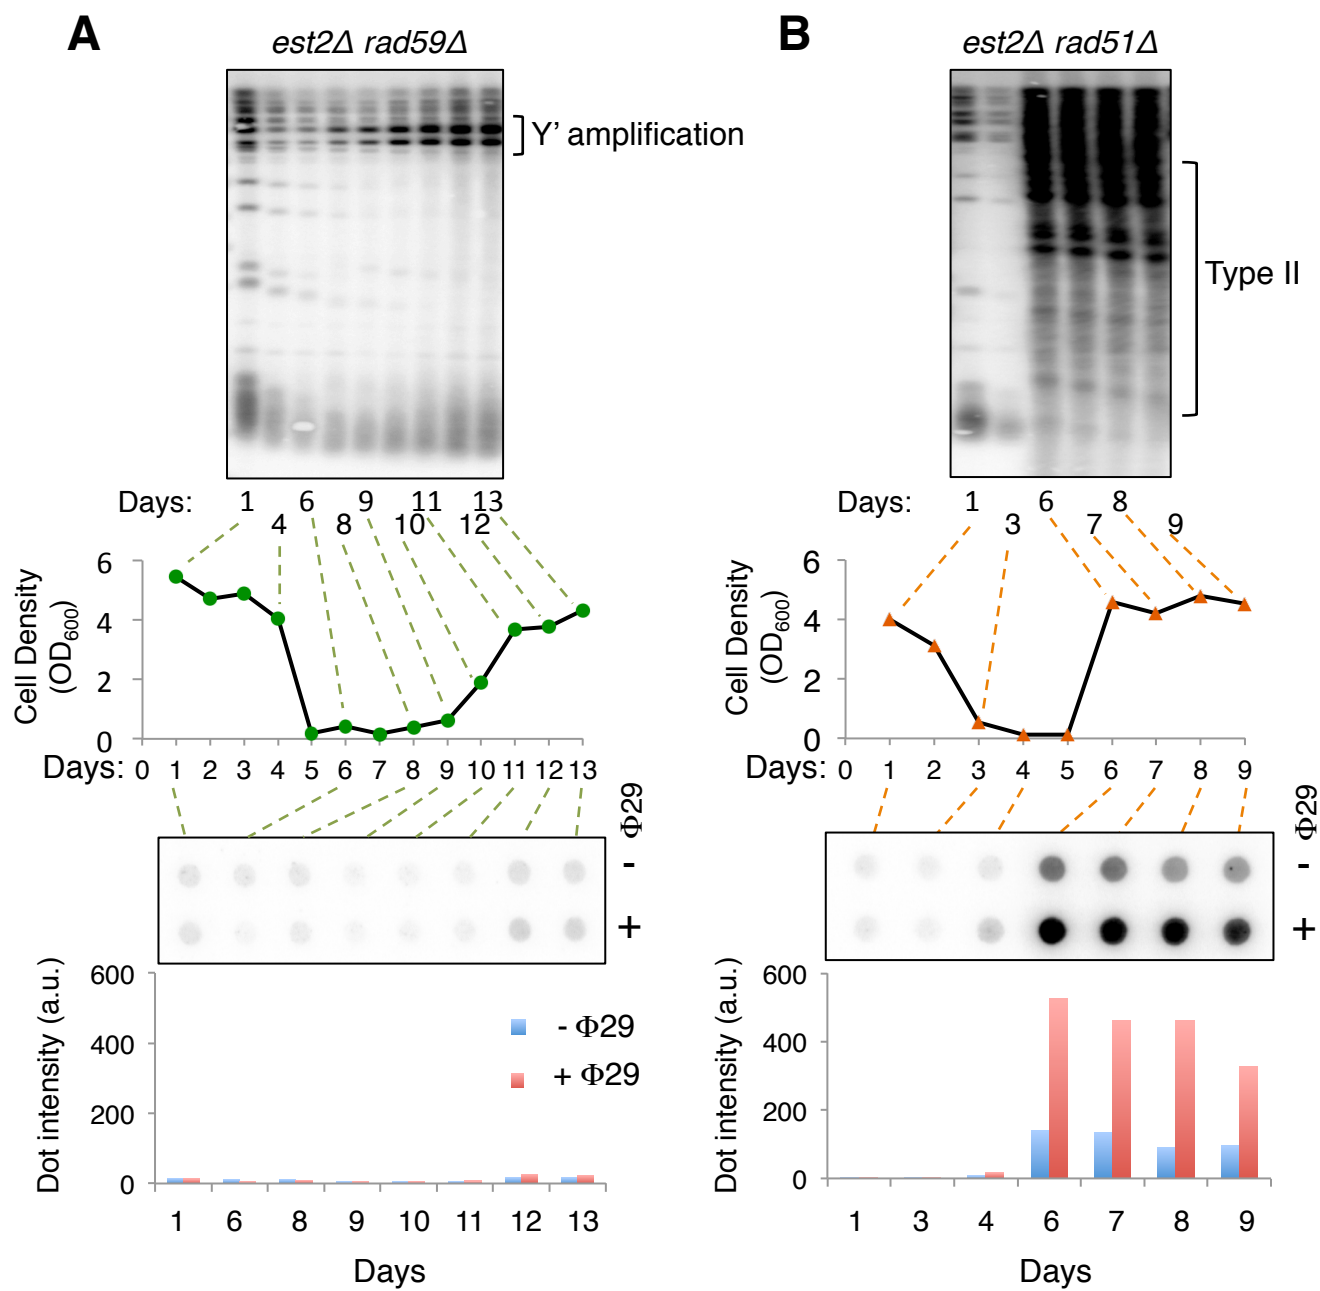 A
est2Δ rad59Δ
Y’ amplification
Days: 1 6 9 11 13
4 8 10 12
Cell Density
(OD600)
6
4
2
0
Days: 0 1 2 3 4 5 6 7 8 9 10 11 12 13
Φ29
-
+
Dot intensity (a.u.)
600
400
200
0
- Φ29
+ Φ29
1 6 8 9 10 11 12 13
Days
B
est2Δ rad51Δ
Type II
Days: 1 6 8
3 7 9
Cell Density
(OD600)
6
4
2
0
Days: 0 1 2 3 4 5 6 7 8 9
Φ29
-
+
Dot intensity (a.u.)
600
400
200
0
1 3 4 6 7 8 9
Days